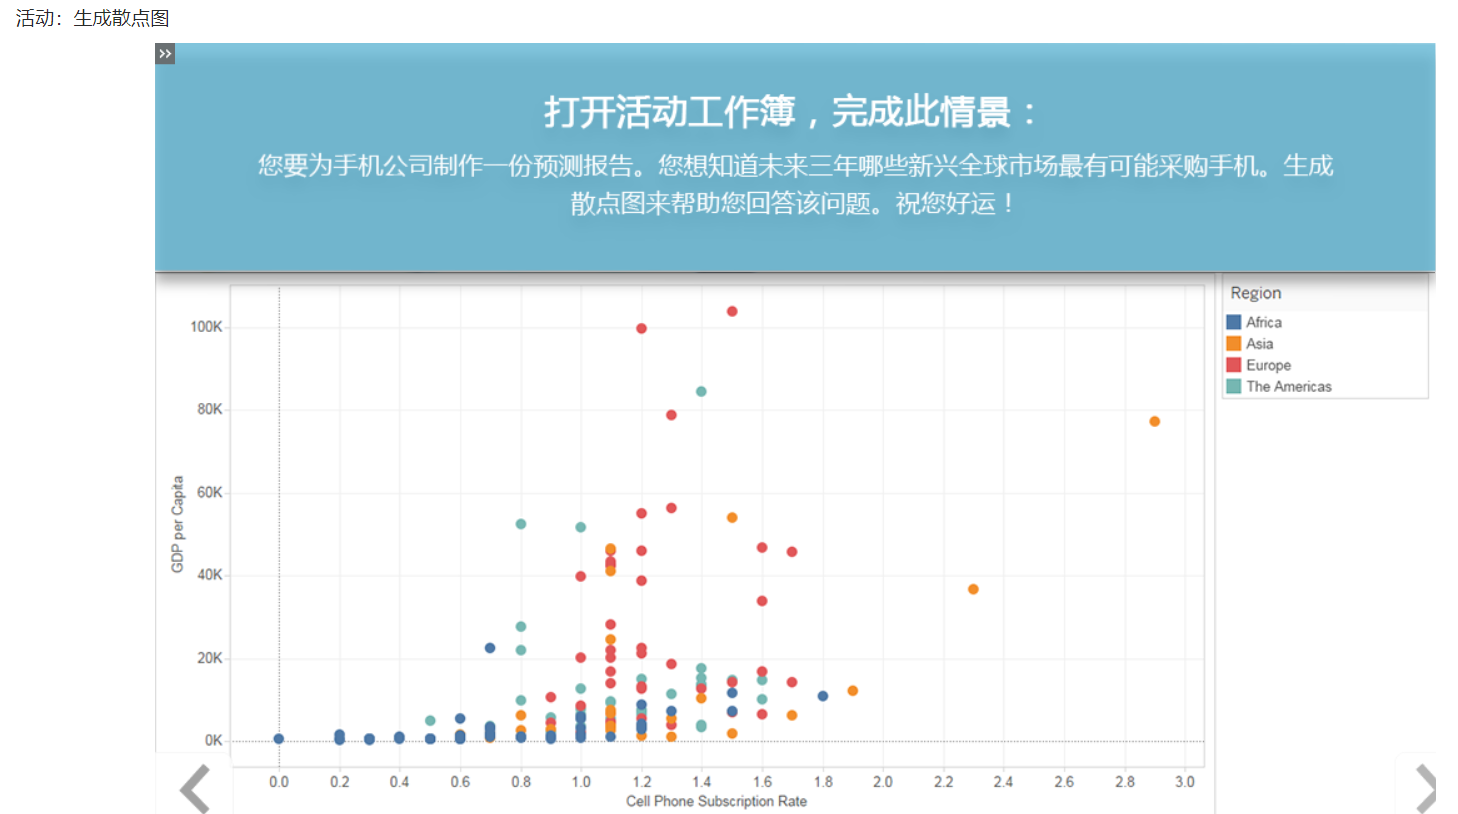 活动：生成散点图
»
打开活动工作簿，完成此情景：
您要为手机公司制作一份预测报告。您想知道未来三年哪些新兴全球市场最有可能采购手机。生成
散点图来帮助您回答该问题。祝您好运！
Region
Africa
Asia
Europe
The Americas
100K
80K
60K
40K
20K
0K
GDP per Capita
0.0 0.2 0.4 0.6 0.8 1.0 1.2 1.4 1.6 1.8 2.0 2.2 2.4 2.6 2.8 3.0
Cell Phone Subscription Rate